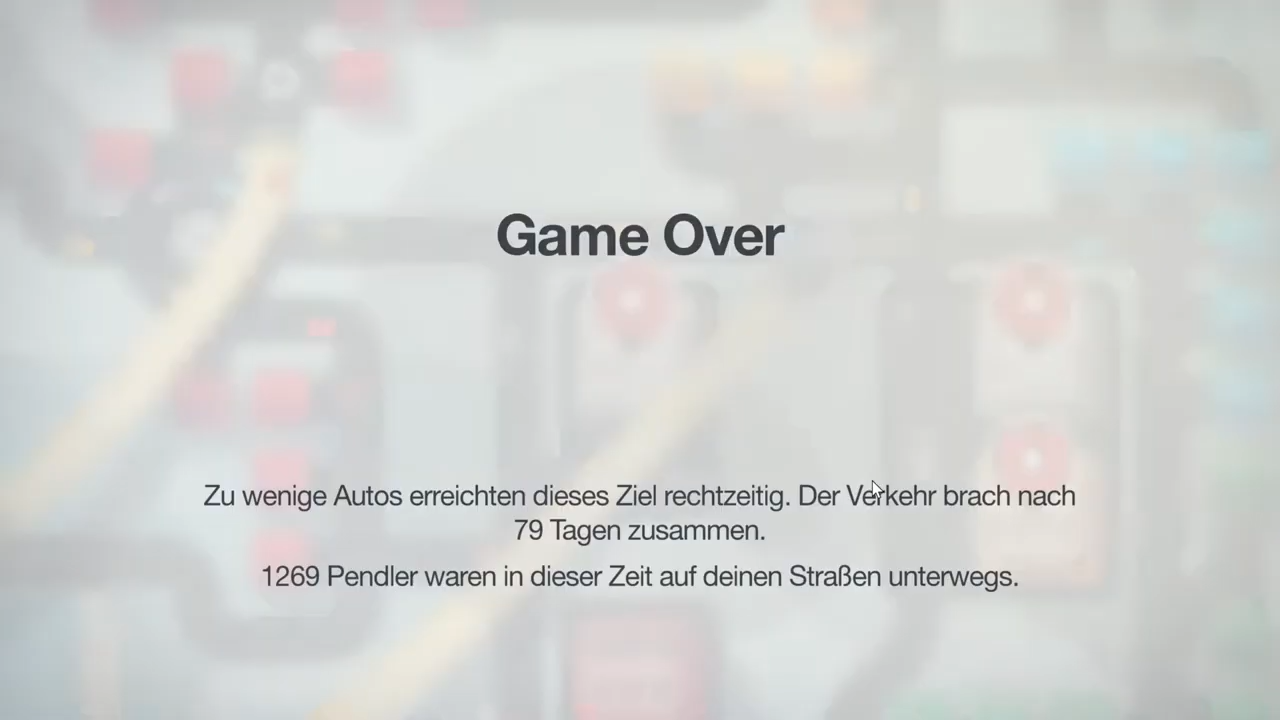 Game Over
Zu wenige Autos erreichten dieses Ziel rechtzeitig. Der Verkehr brach nach
79 Tagen zusammen.
1269 Pendler waren in dieser Zeit auf deinen Straßen unterwegs.